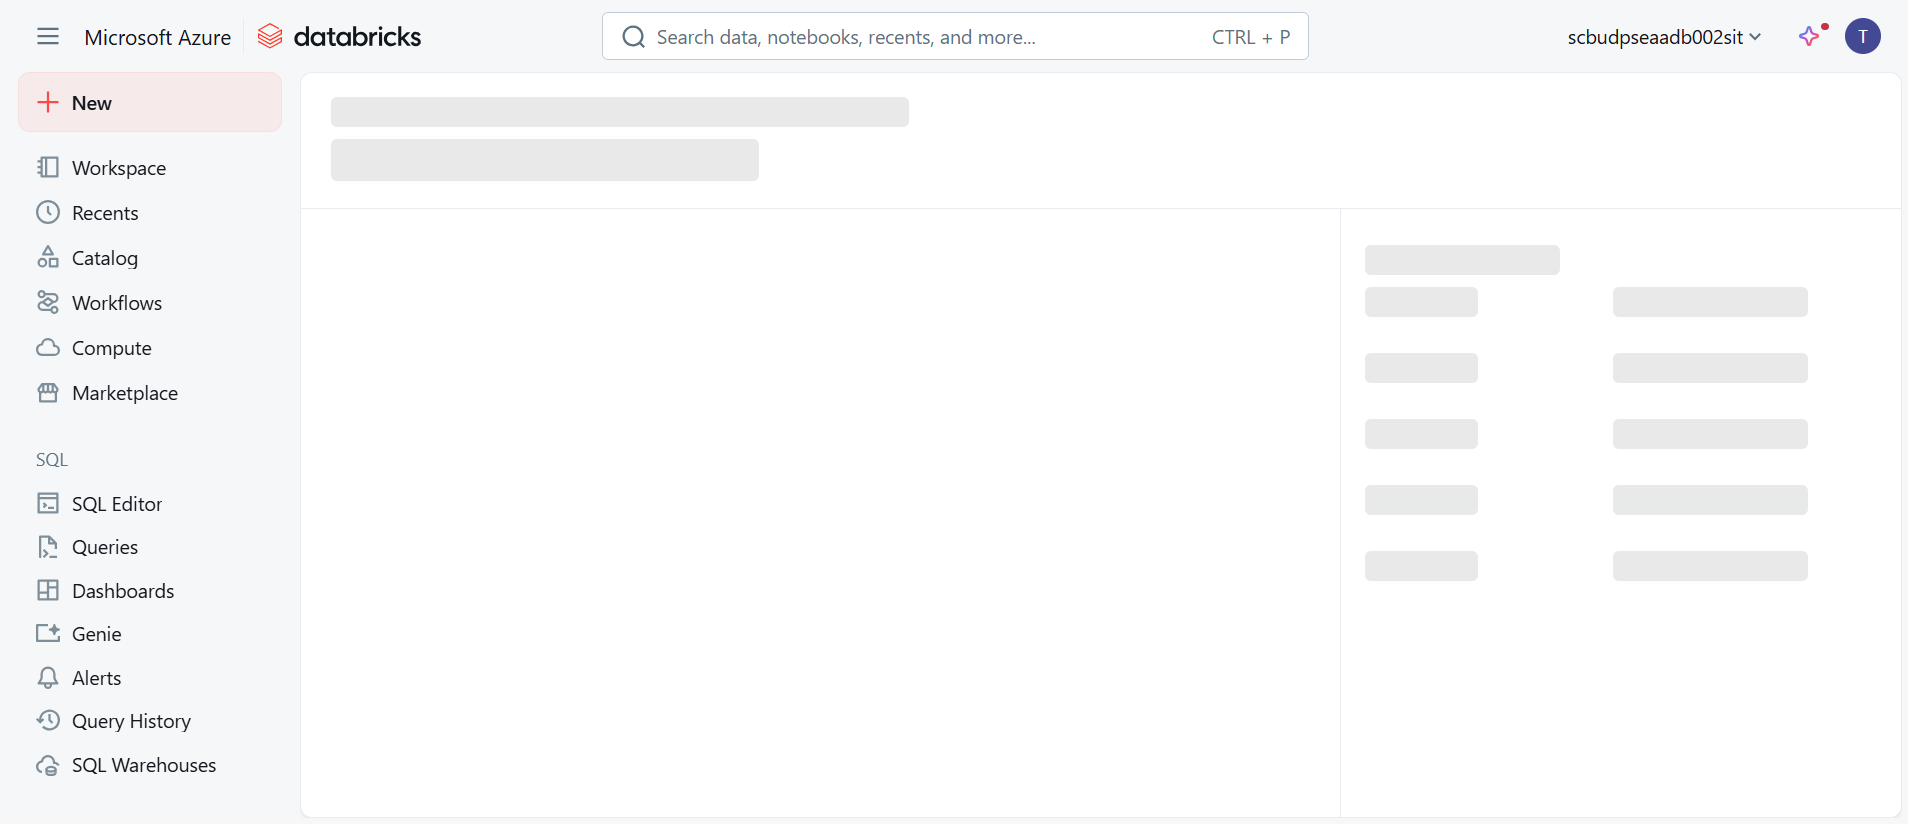 Microsoft Azure databricks
Search data, notebooks, recents, and more... CTRL + P
scbudpseaadb002sit
T
New
Workspace
Recents
Catalog
Workflows
Compute
Marketplace
SQL
SQL Editor
Queries
Dashboards
Genie
Alerts
Query History
SQL Warehouses